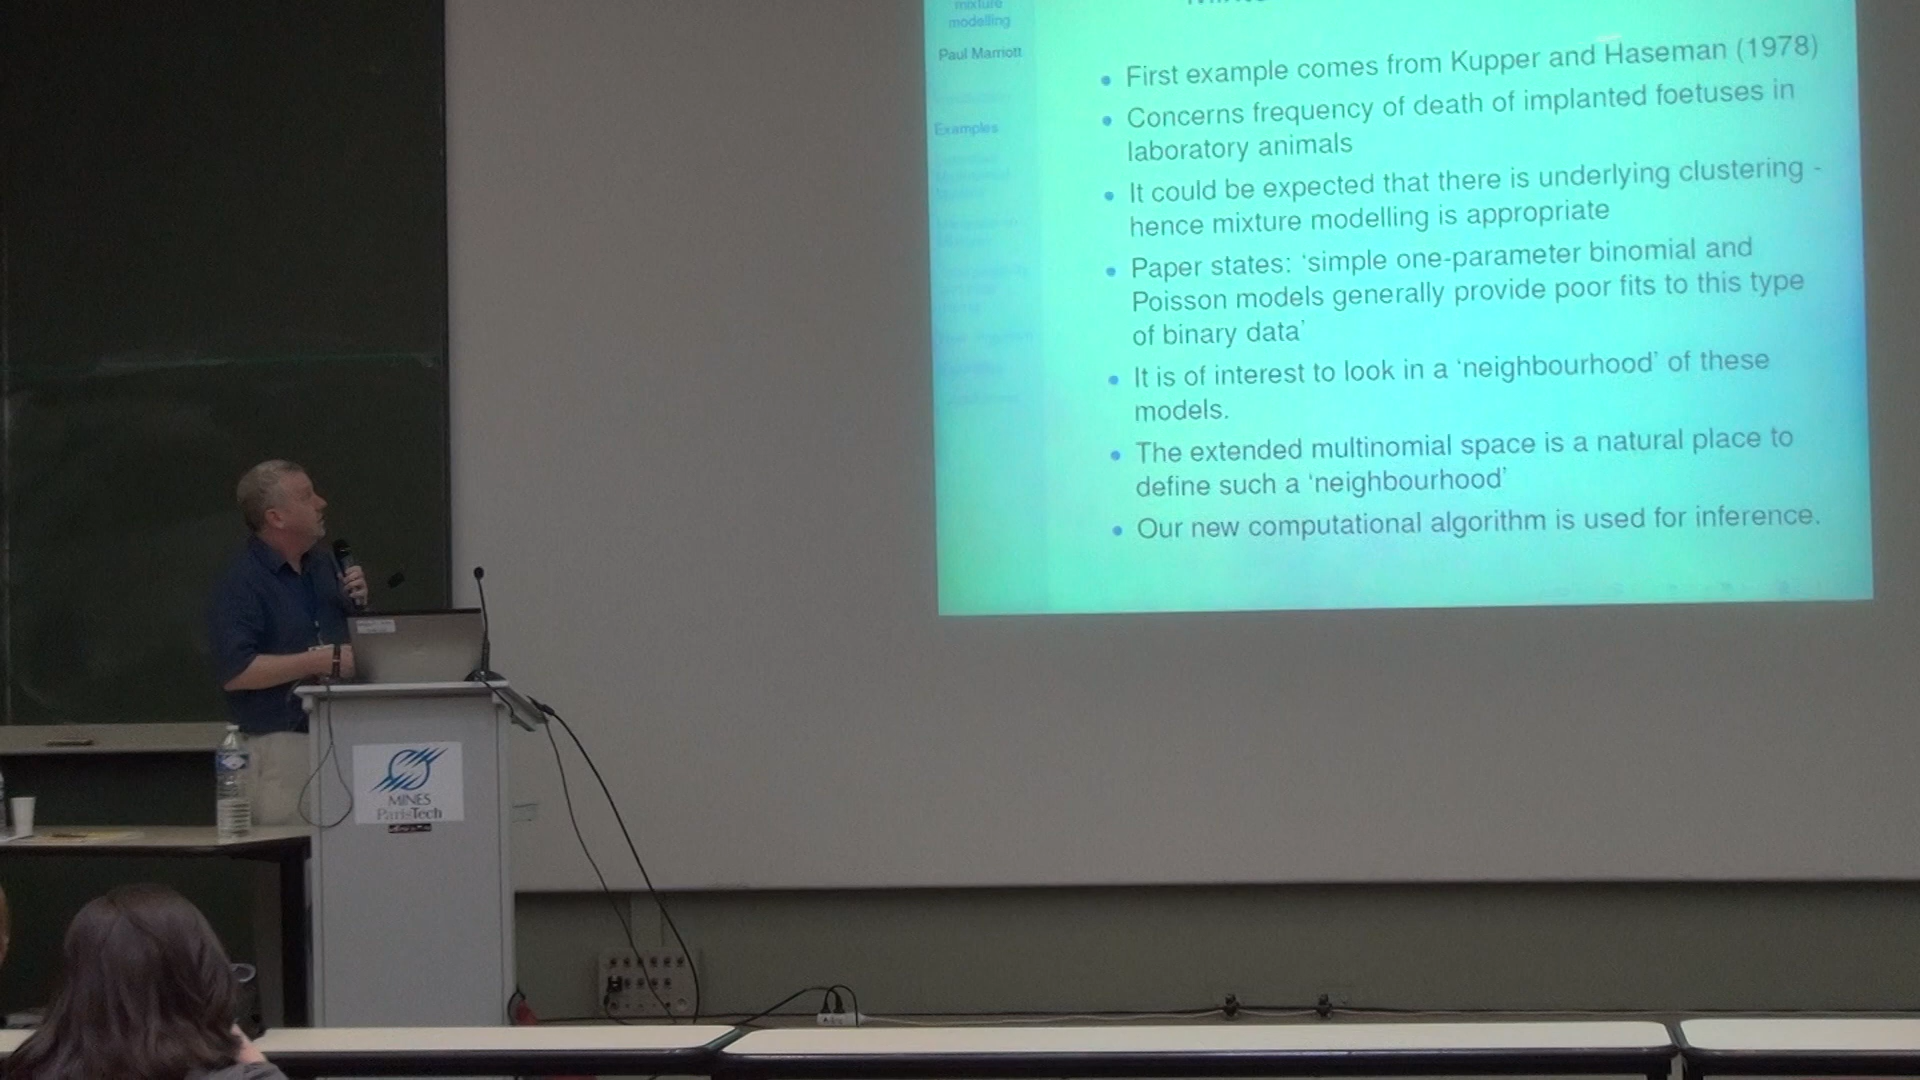 mixture
modelling
Paul Marriott
Examples
• First example comes from Kupper and Haseman (1978)
• Concerns frequency of death of implanted foetuses in
laboratory animals
• It could be expected that there is underlying clustering -
hence mixture modelling is appropriate
• Paper states: ‘simple one-parameter binomial and
Poisson models generally provide poor fits to this type
of binary data’
• It is of interest to look in a ‘neighbourhood’ of these
models.
• The extended multinomial space is a natural place to
define such a ‘neighbourhood’
• Our new computational algorithm is used for inference.
MINES
ParisTech